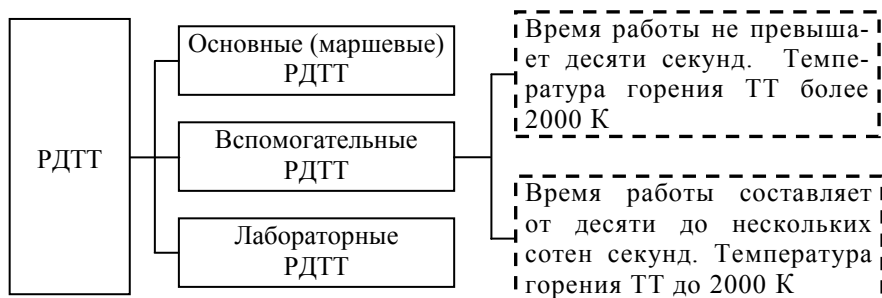 РДТТ
Основные (маршевые)
РДТТ
Вспомогательные
РДТТ
Лабораторные
РДТТ
Время работы не превыша-
ет десяти секунд. Темпе-
ратура горения ТТ более
2000 К
Время работы составляет
от десяти до нескольких
сотен секунд. Температура
горения ТТ до 2000 К